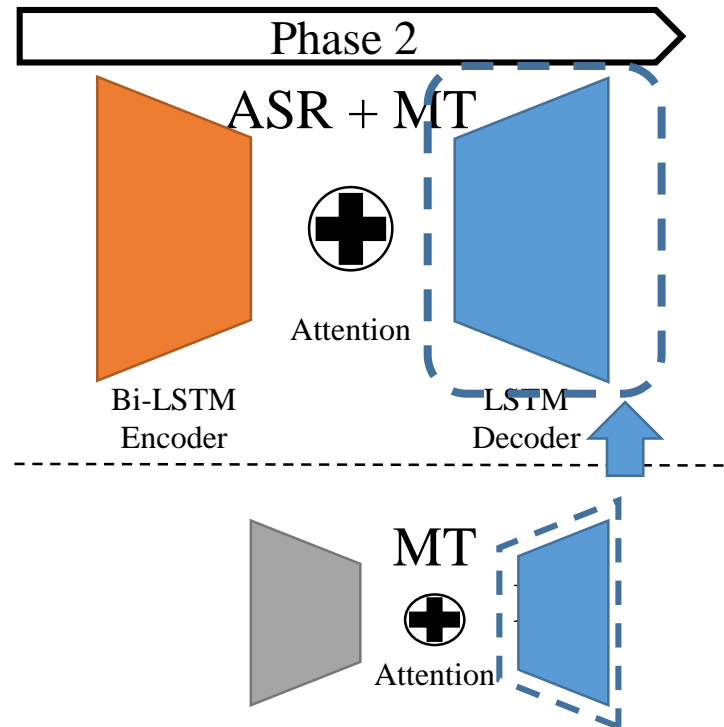 Phase 2
ASR + MT
Attention
Bi-LSTM
Encoder
LSTM
Decoder
MT
Attention